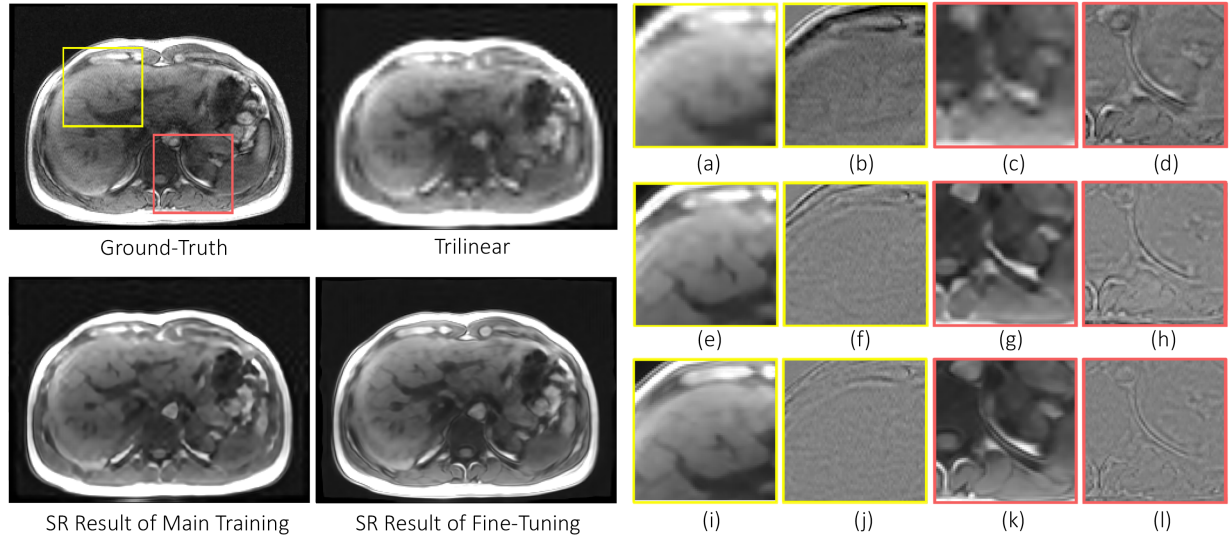 Ground-Truth
Trilinear
SR Result of Main Training
SR Result of Fine-Tuning
(a)
(b)
(c)
(d)
(e)
(f)
(g)
(h)
(i)
(j)
(k)
(l)